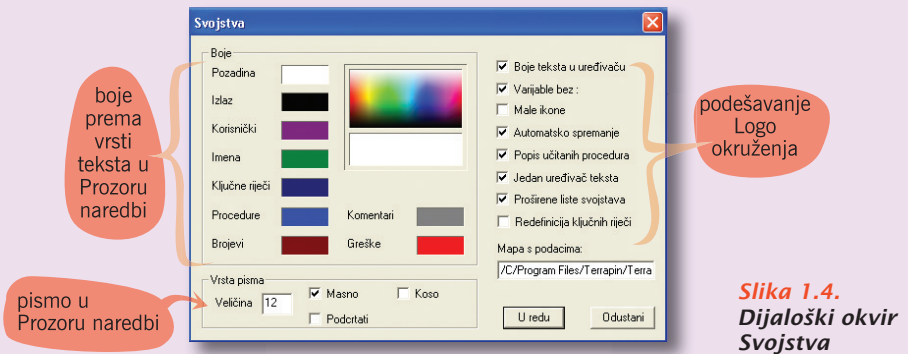 Svojstva
boje
prema
vrsti
teksta u
Prozoru
naredbi
Boje
Pozadina
Izlaz
Korisnički
Imena
Ključne riječi
Procedure
Komentari
Brojevi
Greške
Vrsta pisma
Veličina 12
Masno
Koso
Podcrtati
pismo u
Prozoru naredbi
Boje teksta u uređivaču
Varijable bez :
Male ikone
Automatsko spremanje
Popis učitanih procedura
Jedan uređivač teksta
Proširene liste svojstava
Redefinicija ključnih riječi
Mapa s podacima:
/C/Program Files/Terrapin/Terra
U redu
Odustani
podešavanje
Logo
okruženja
Slika 1.4.
Dijaloški okvir
Svojstva